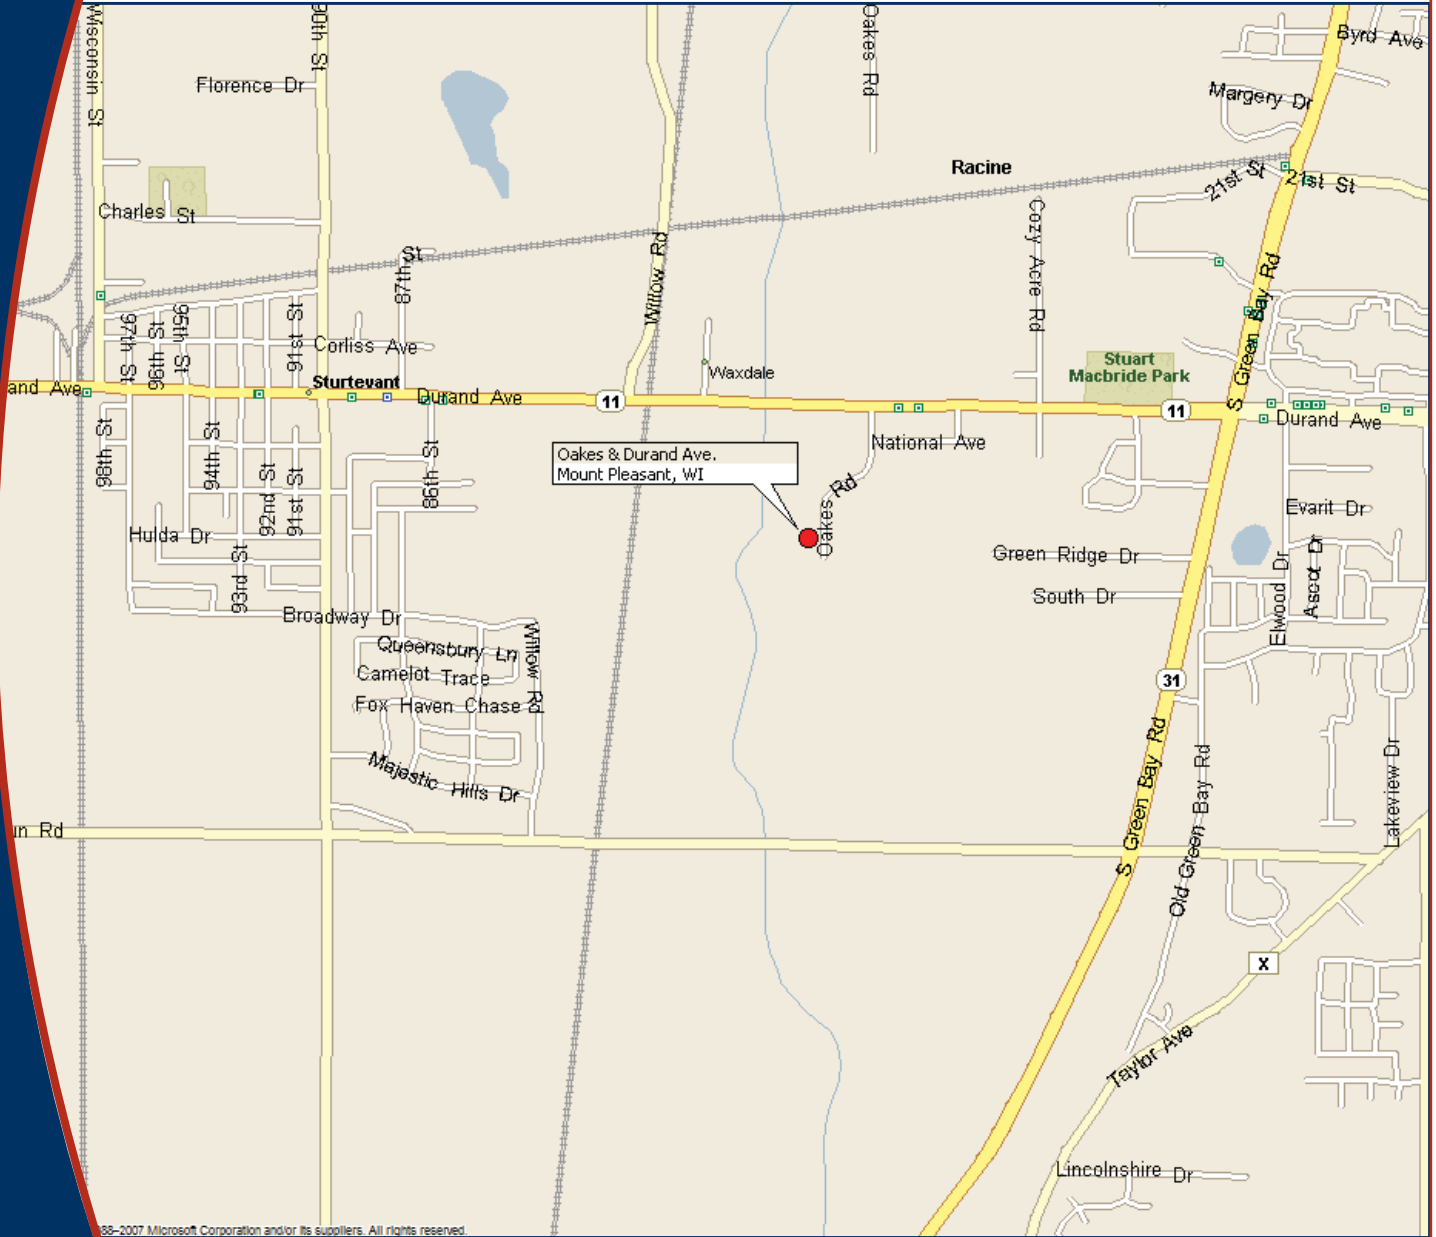 Wisconsin St
90th St
Oakes Rd
Byrd Ave
Florence Dr
Margery Dr
Racine
21st St
21st St
Charles St
Cozy Acre Rd
87th St
Willow Rd
S Green Bay Rd
97th St
96th St
95th St
91st St
Corliss Ave
Waxdale
Stuart
Macbride Park
Sturtevant
and Ave
Durand Ave
11
11
Durand Ave
98th St
94th St
92nd St
91st St
86th St
National Ave
Oakes & Durand Ave.
Mount Pleasant, WI
Oakes Rd
Evarit Dr
Hulda Dr
93rd St
Green Ridge Dr
South Dr
Elwood Dr
Ascot Dr
Broadway Dr
Queensbury Ln
Willow Rd
Camelot Trace
Fox Haven Chase
31
S Green Bay Rd
Old Green Bay Rd
Lakeview Dr
Majestic Hills Dr
un Rd
X
Taylor Ave
Lincolnshire Dr
88–2007 Microsoft Corporation and/or its suppliers. All rights reserved.